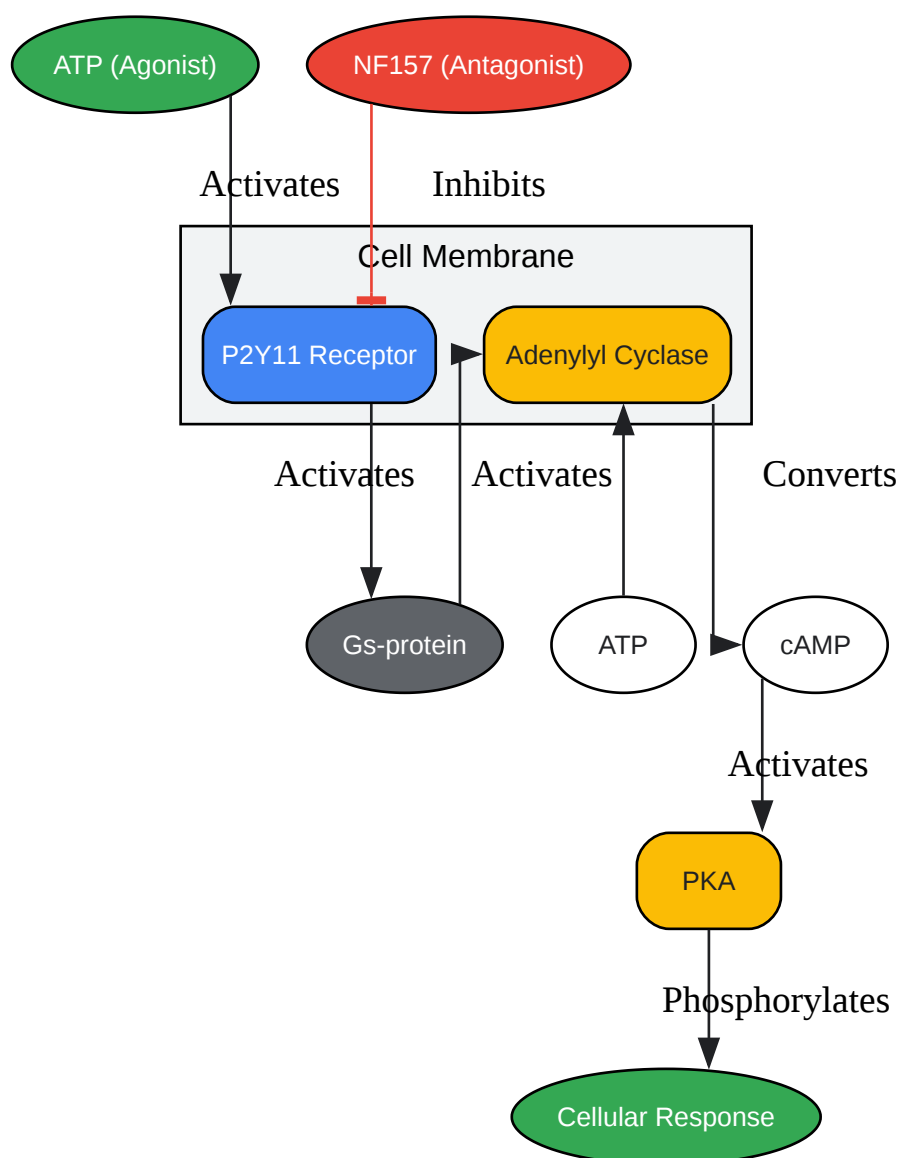 ATP (Agonist)
NF157 (Antagonist)
Activates
Inhibits
Cell Membrane
P2Y11 Receptor
Adenylyl Cyclase
Activates
Activates
Converts
Gs-protein
ATP
cAMP
Activates
PKA
Phosphorylates
Cellular Response